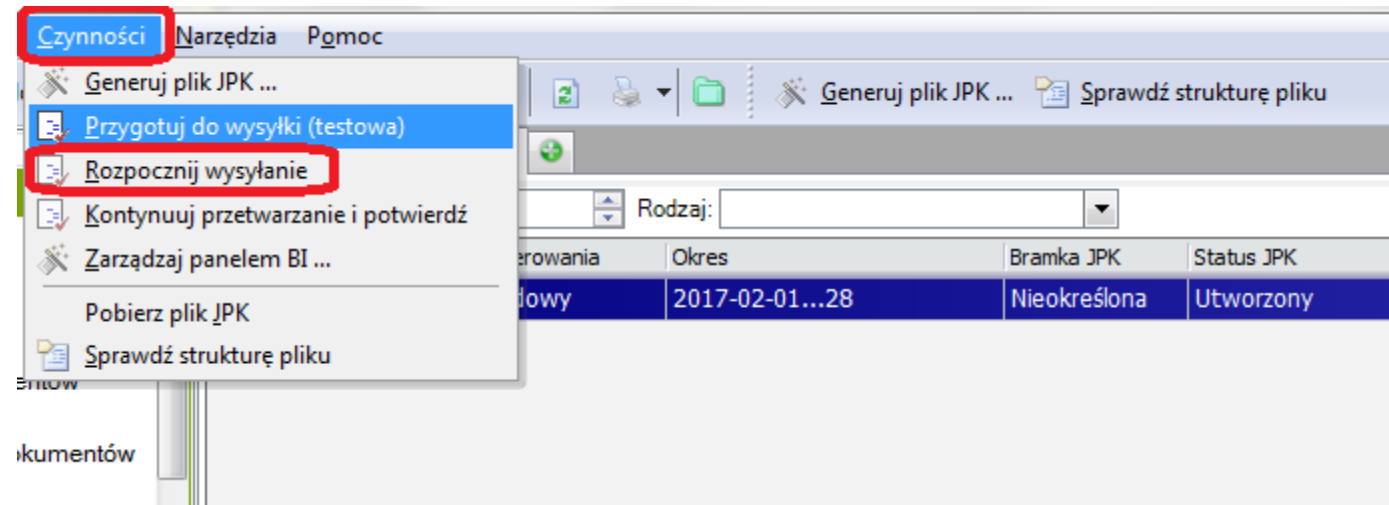 Czynności Narzędzia Pomoc
Generuj plik JPK ...
Generuj plik JPK ... Sprawdź strukturę pliku
Przygotuj do wysyłki (testowa)
Rozpocznij wysyłanie
Kontynuuj przetwarzanie i potwierdź
Rodzaj:
Zarządzaj panelem BI ...
Okres Bramka JPK Status JPK
2017-02-01...28 Nieokreślona Utworzony
Pobierz plik JPK
Sprawdź strukturę pliku